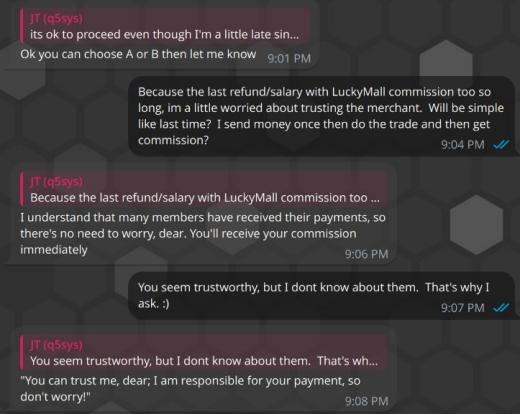 JT (q5sys)
its ok to proceed even though I'm a little late sin...
Ok you can choose A or B then let me know 9:01 PM
Because the last refund/salary with LuckyMall commission too so
long, im a little worried about trusting the merchant.  Will be simple
like last time?  I send money once then do the trade and then get
commission?
9:04 PM
JT (q5sys)
Because the last refund/salary with LuckyMall commission too ...
I understand that many members have received their payments, so
there's no need to worry, dear. You'll receive your commission
immediately
9:06 PM
You seem trustworthy, but I dont know about them.  That's why I
ask. :)
9:07 PM
JT (q5sys)
You seem trustworthy, but I dont know about them.  That's wh...
"You can trust me, dear; I am responsible for your payment, so
don't worry!"
9:08 PM